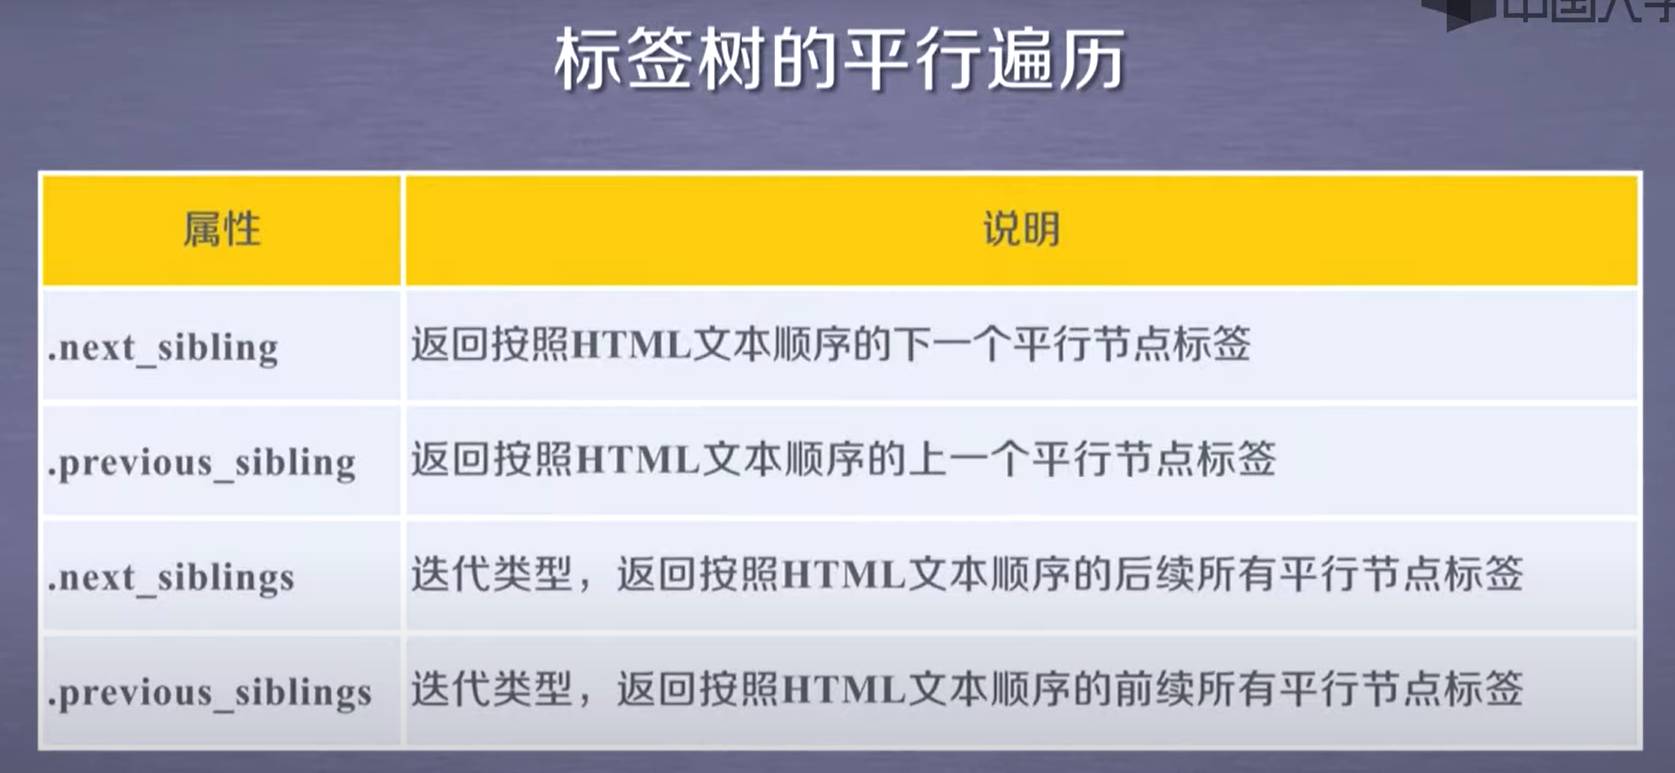 中国大学
标签树的平行遍历
属性
说明
.next_sibling
返回按照HTML文本顺序的下一个平行节点标签
.previous_sibling
返回按照HTML文本顺序的上一个平行节点标签
.next_siblings
迭代类型，返回按照HTML文本顺序的后续所有平行节点标签
.previous_siblings
迭代类型，返回按照HTML文本顺序的前续所有平行节点标签